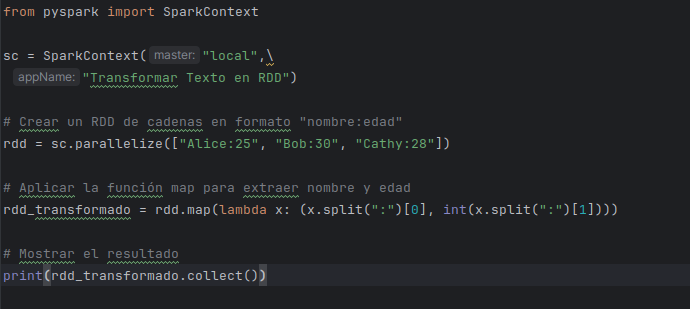 from pyspark import SparkContext
sc = SparkContext( master: "local",\
appName: "Transformar Texto en RDD")
# Crear un RDD de cadenas en formato "nombre:edad"
rdd = sc.parallelize(["Alice:25", "Bob:30", "Cathy:28"])
# Aplicar la función map para extraer nombre y edad
rdd_transformado = rdd.map(lambda x: (x.split(":")[0], int(x.split(":")[1])))
# Mostrar el resultado
print(rdd_transformado.collect())